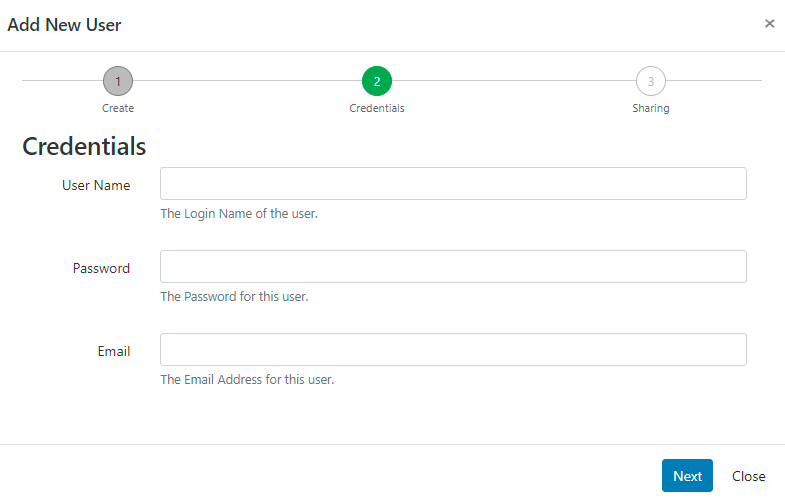 Add New User ×
1 2 3
Create Credentials Sharing
Credentials
User Name
The Login Name of the user.
Password
The Password for this user.
Email
The Email Address for this user.
Next Close